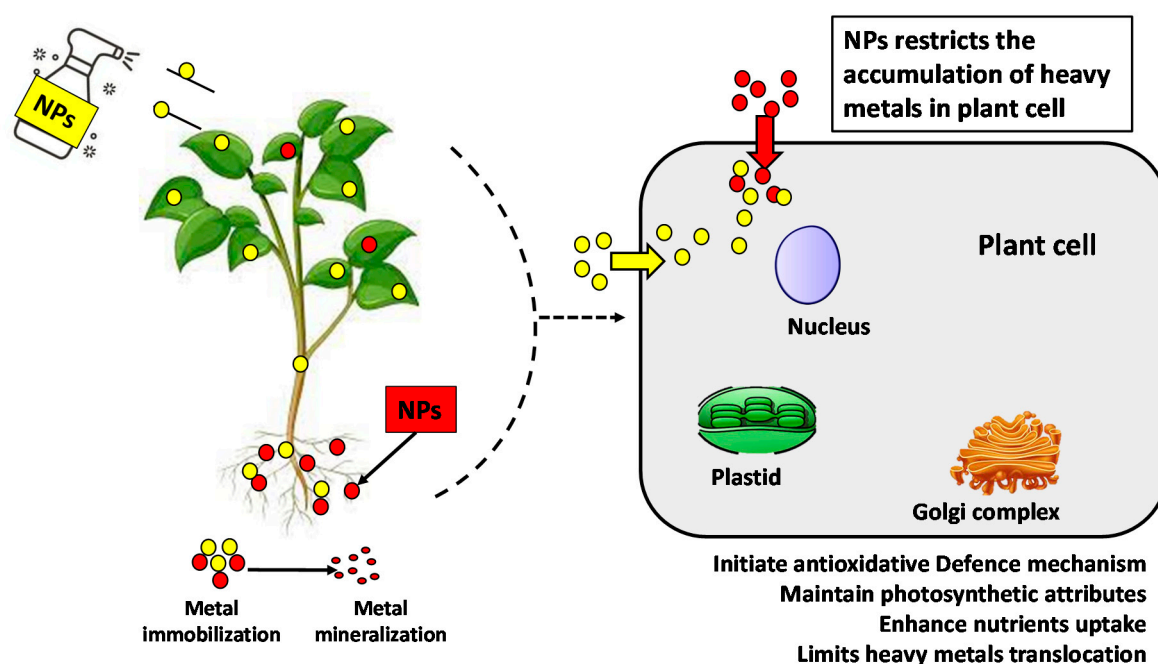 NPs
NPs restricts the
accumulation of heavy
metals in plant cell
Plant cell
Nucleus
NPs
Plastid
Golgi complex
Metal
immobilization
Metal
mineralization
Initiate antioxidative Defence mechanism
Maintain photosynthetic attributes
Enhance nutrients uptake
Limits heavy metals translocation